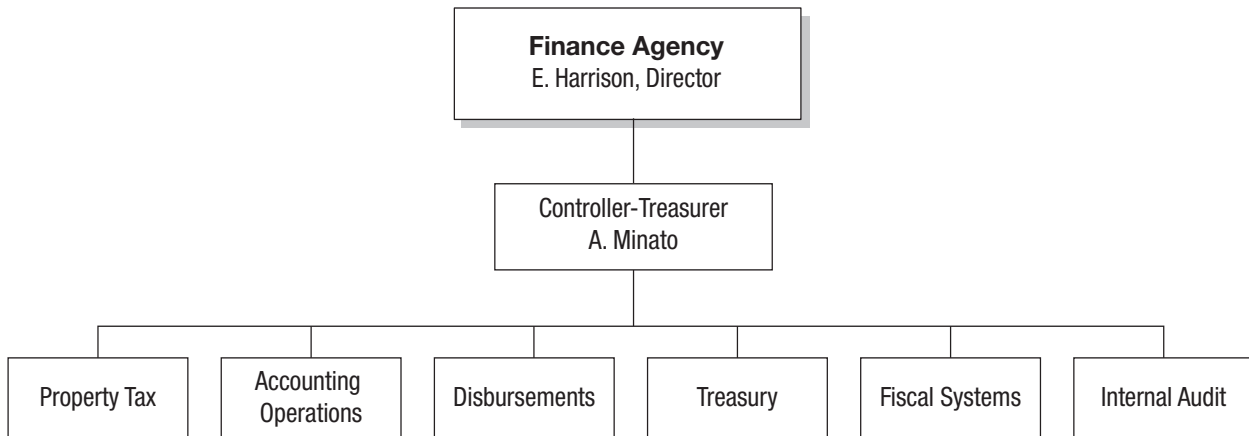 Finance Agency
E. Harrison, Director
Controller-Treasurer
A. Minato
Property Tax
Accounting
Operations
Disbursements
Treasury
Fiscal Systems
Internal Audit